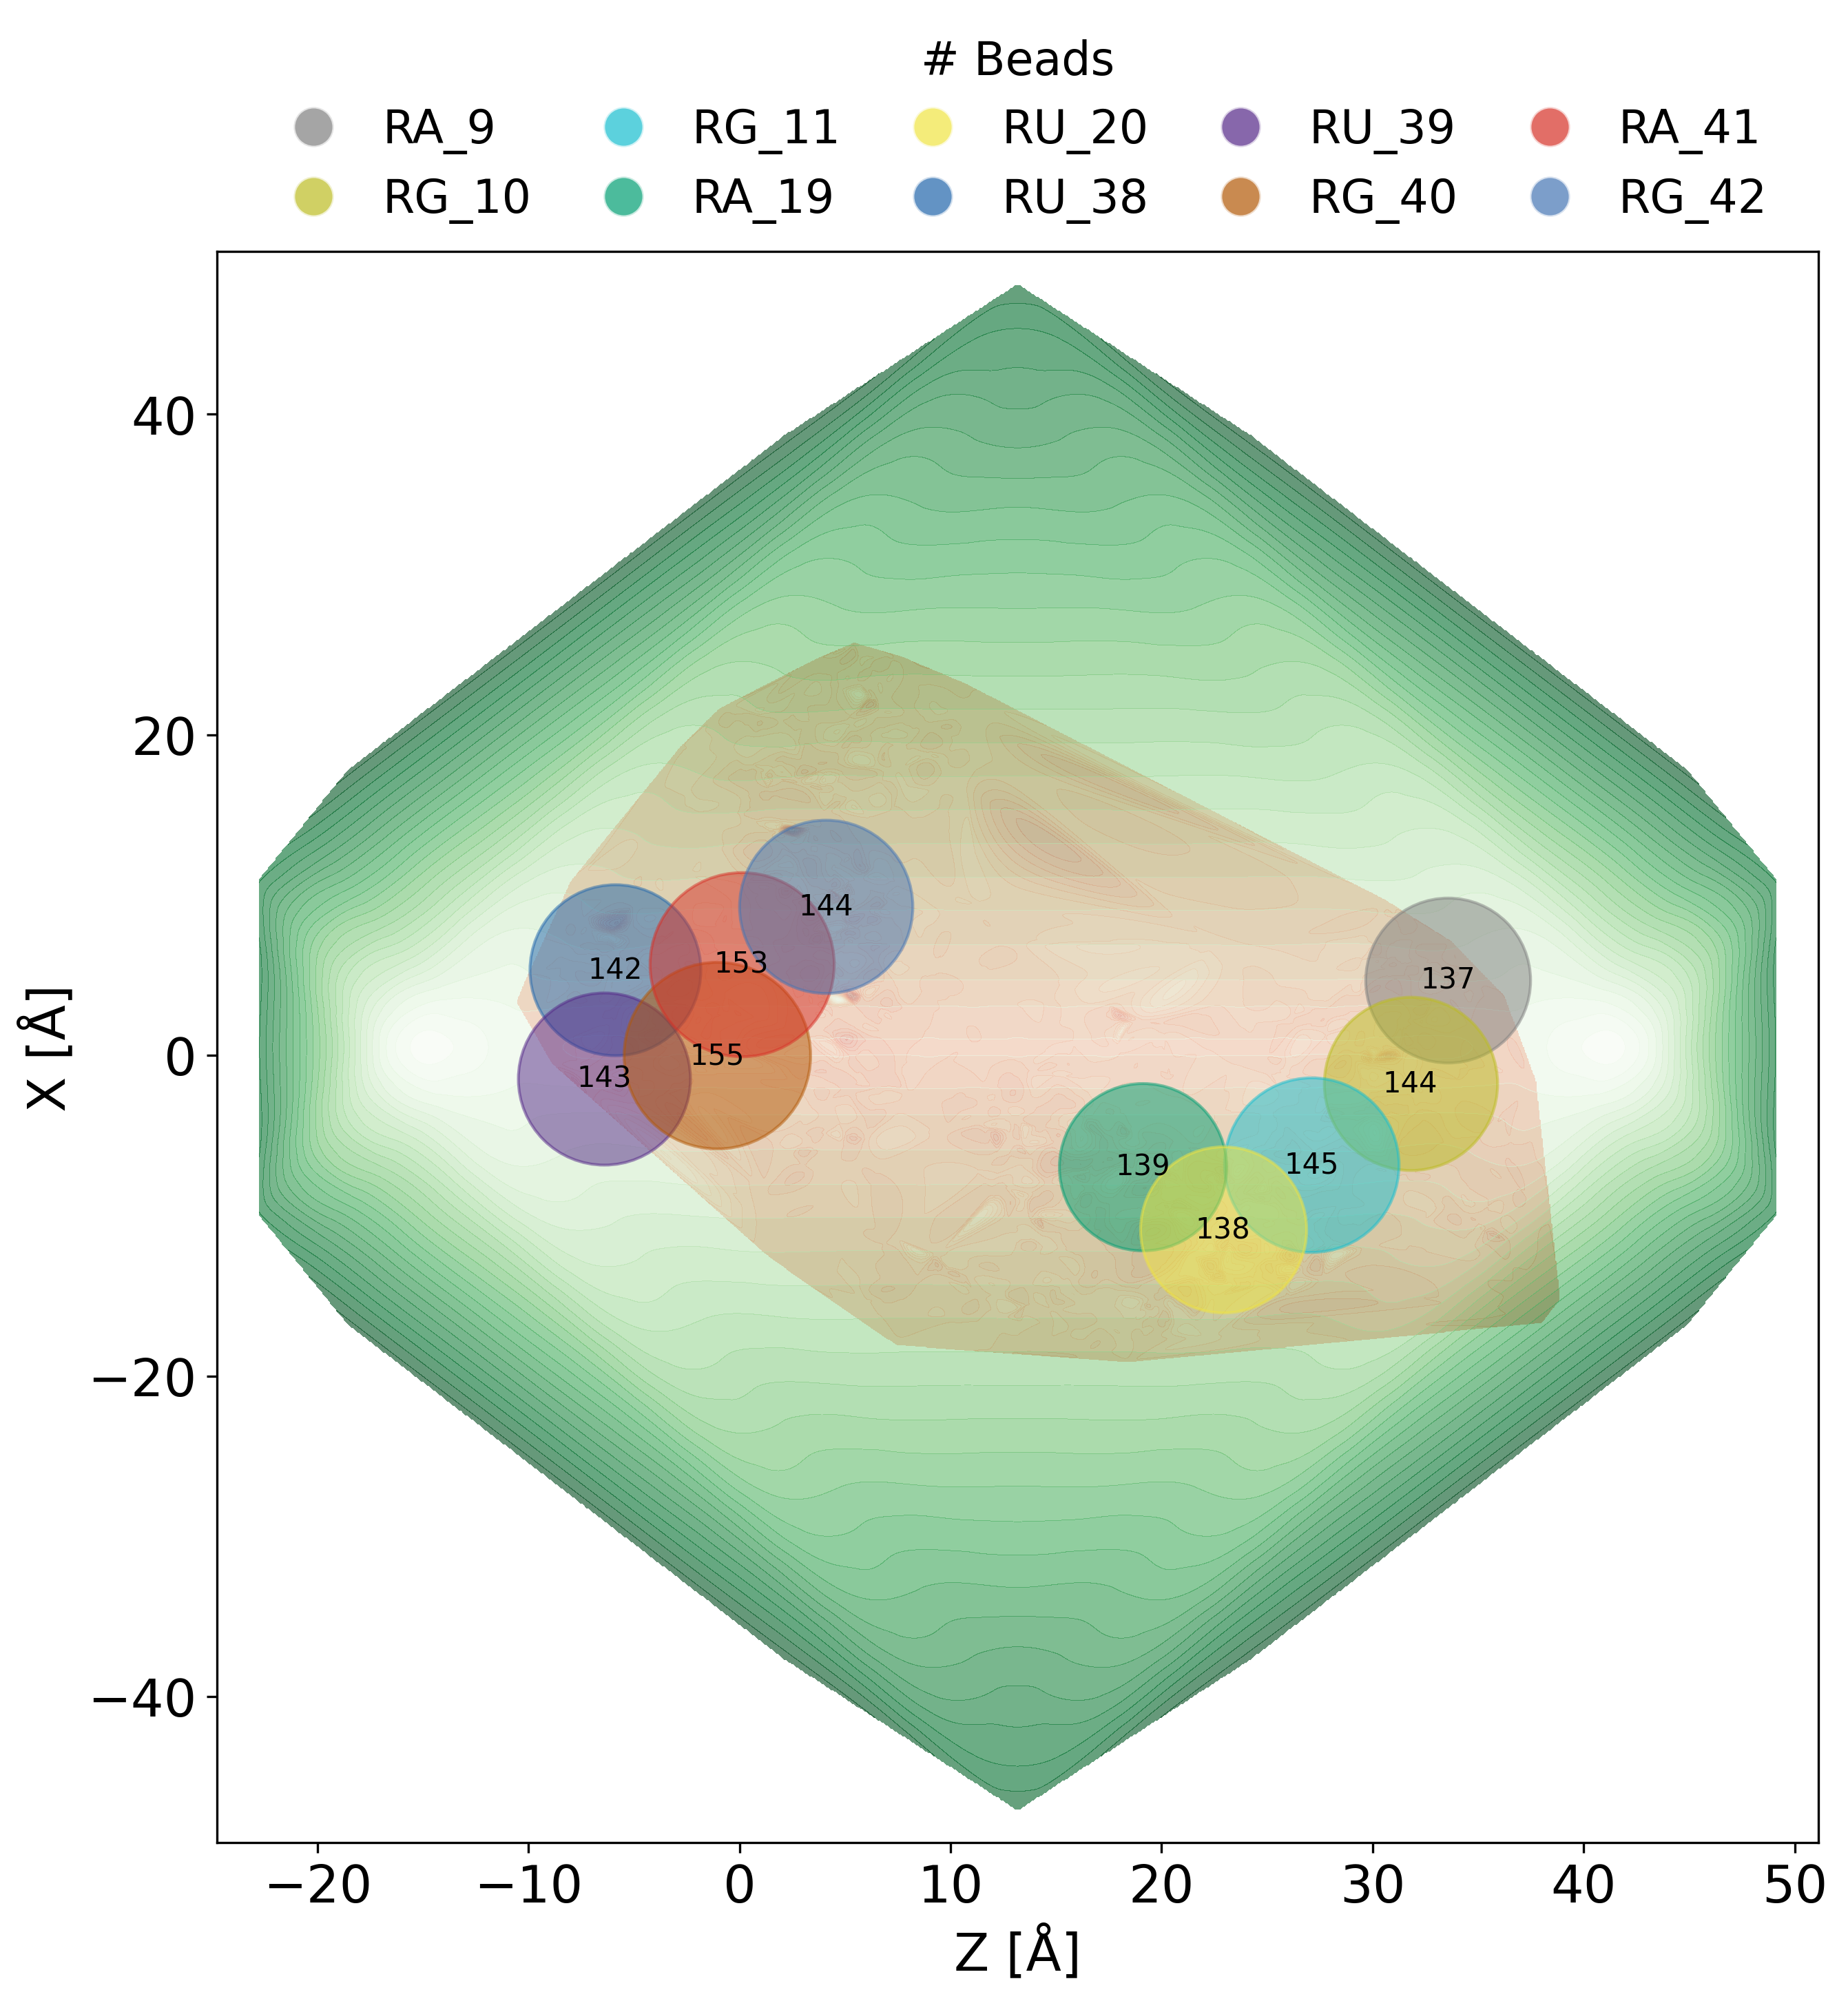 # Beads
RA_9 RG_11 RU_20 RU_39 RA_41
RG_10 RA_19 RU_38 RG_40 RG_42
X [Å]
40
20
0
−20
−40
144
142 153 137
143 155 144
139 145
138
−20 −10 0 10 20 30 40 50
Z [Å]